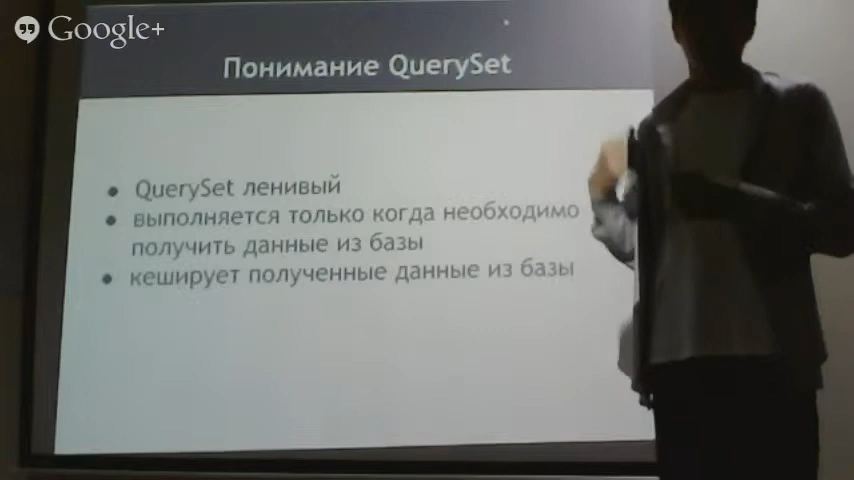 Google+
Понимание QuerySet
• QuerySet ленивый
• выполняется только когда необходимо
получить данные из базы
• кеширует полученные данные из базы